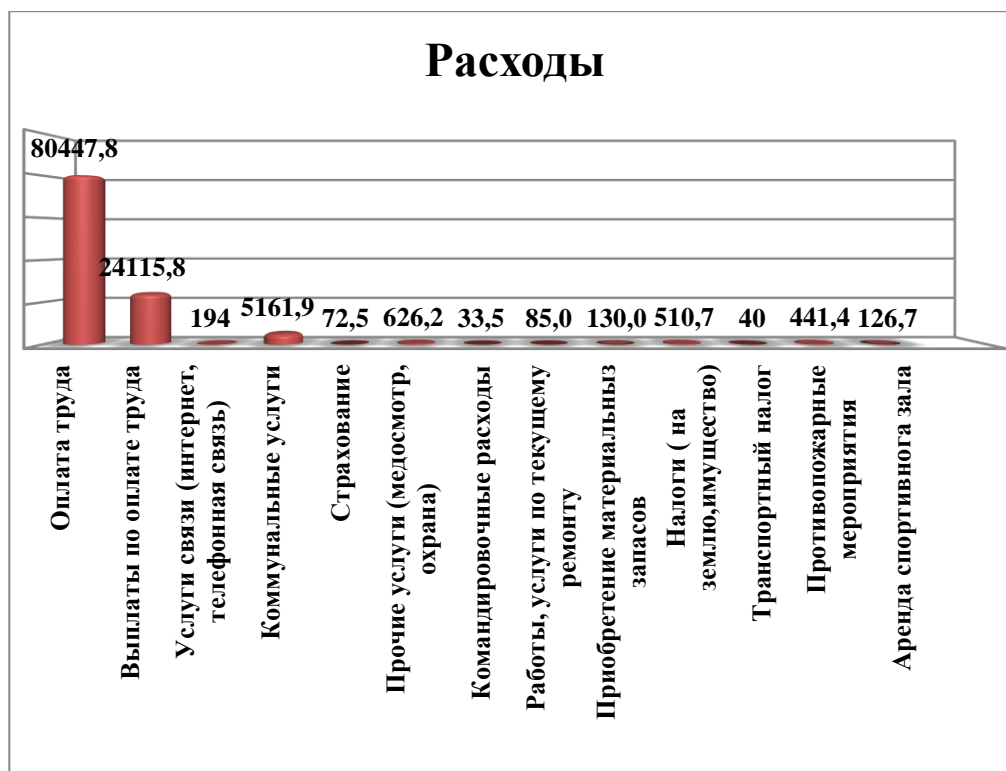 Расходы
80447,8
24115,8
194
5161,9
72,5
626,2
33,5
85,0
130,0
510,7
40
441,4
126,7
Оплата труда
Выплаты по оплате труда
Услуги связи (интернет,
телефонная связь)
Коммунальные услуги
Страхование
Прочие услуги (медосмотр,
охрана)
Командировочные расходы
Работы, услуги по текущему
ремонту
Приобретение материальныз
запасов
Налоги ( на
землю,имущество)
Транспортный налог
Противопожарные
мероприятия
Аренда спортивнога зала